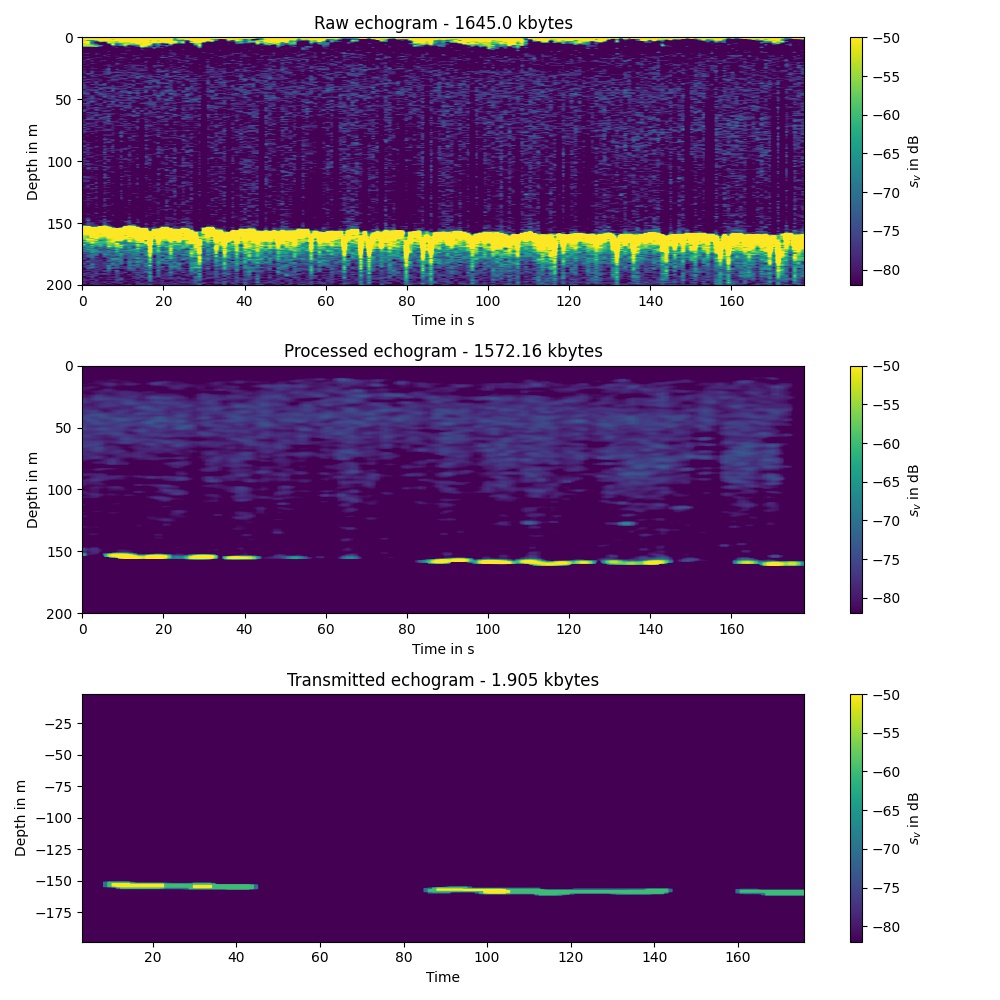 Raw echogram - 1645.0 kbytes
0
50
100
150
200
Depth in m
0 20 40 60 80 100 120 140 160
Time in s
−50
−55
−60
−65
−70
−75
−80
s_v in dB
Processed echogram - 1572.16 kbytes
0
50
100
150
200
Depth in m
0 20 40 60 80 100 120 140 160
Time in s
−50
−55
−60
−65
−70
−75
−80
s_v in dB
Transmitted echogram - 1.905 kbytes
−25
−50
−75
−100
−125
−150
−175
Depth in m
20 40 60 80 100 120 140 160
Time
−50
−55
−60
−65
−70
−75
−80
s_v in dB